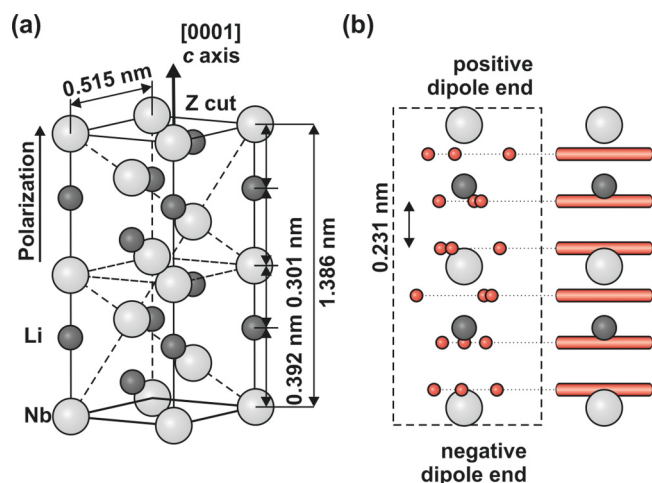 (a)
[0001]
c axis
0.515 nm
Z cut
Polarization
Li
Nb
0.392 nm
0.301 nm
1.386 nm
(b)
positive
dipole end
0.231 nm
negative
dipole end